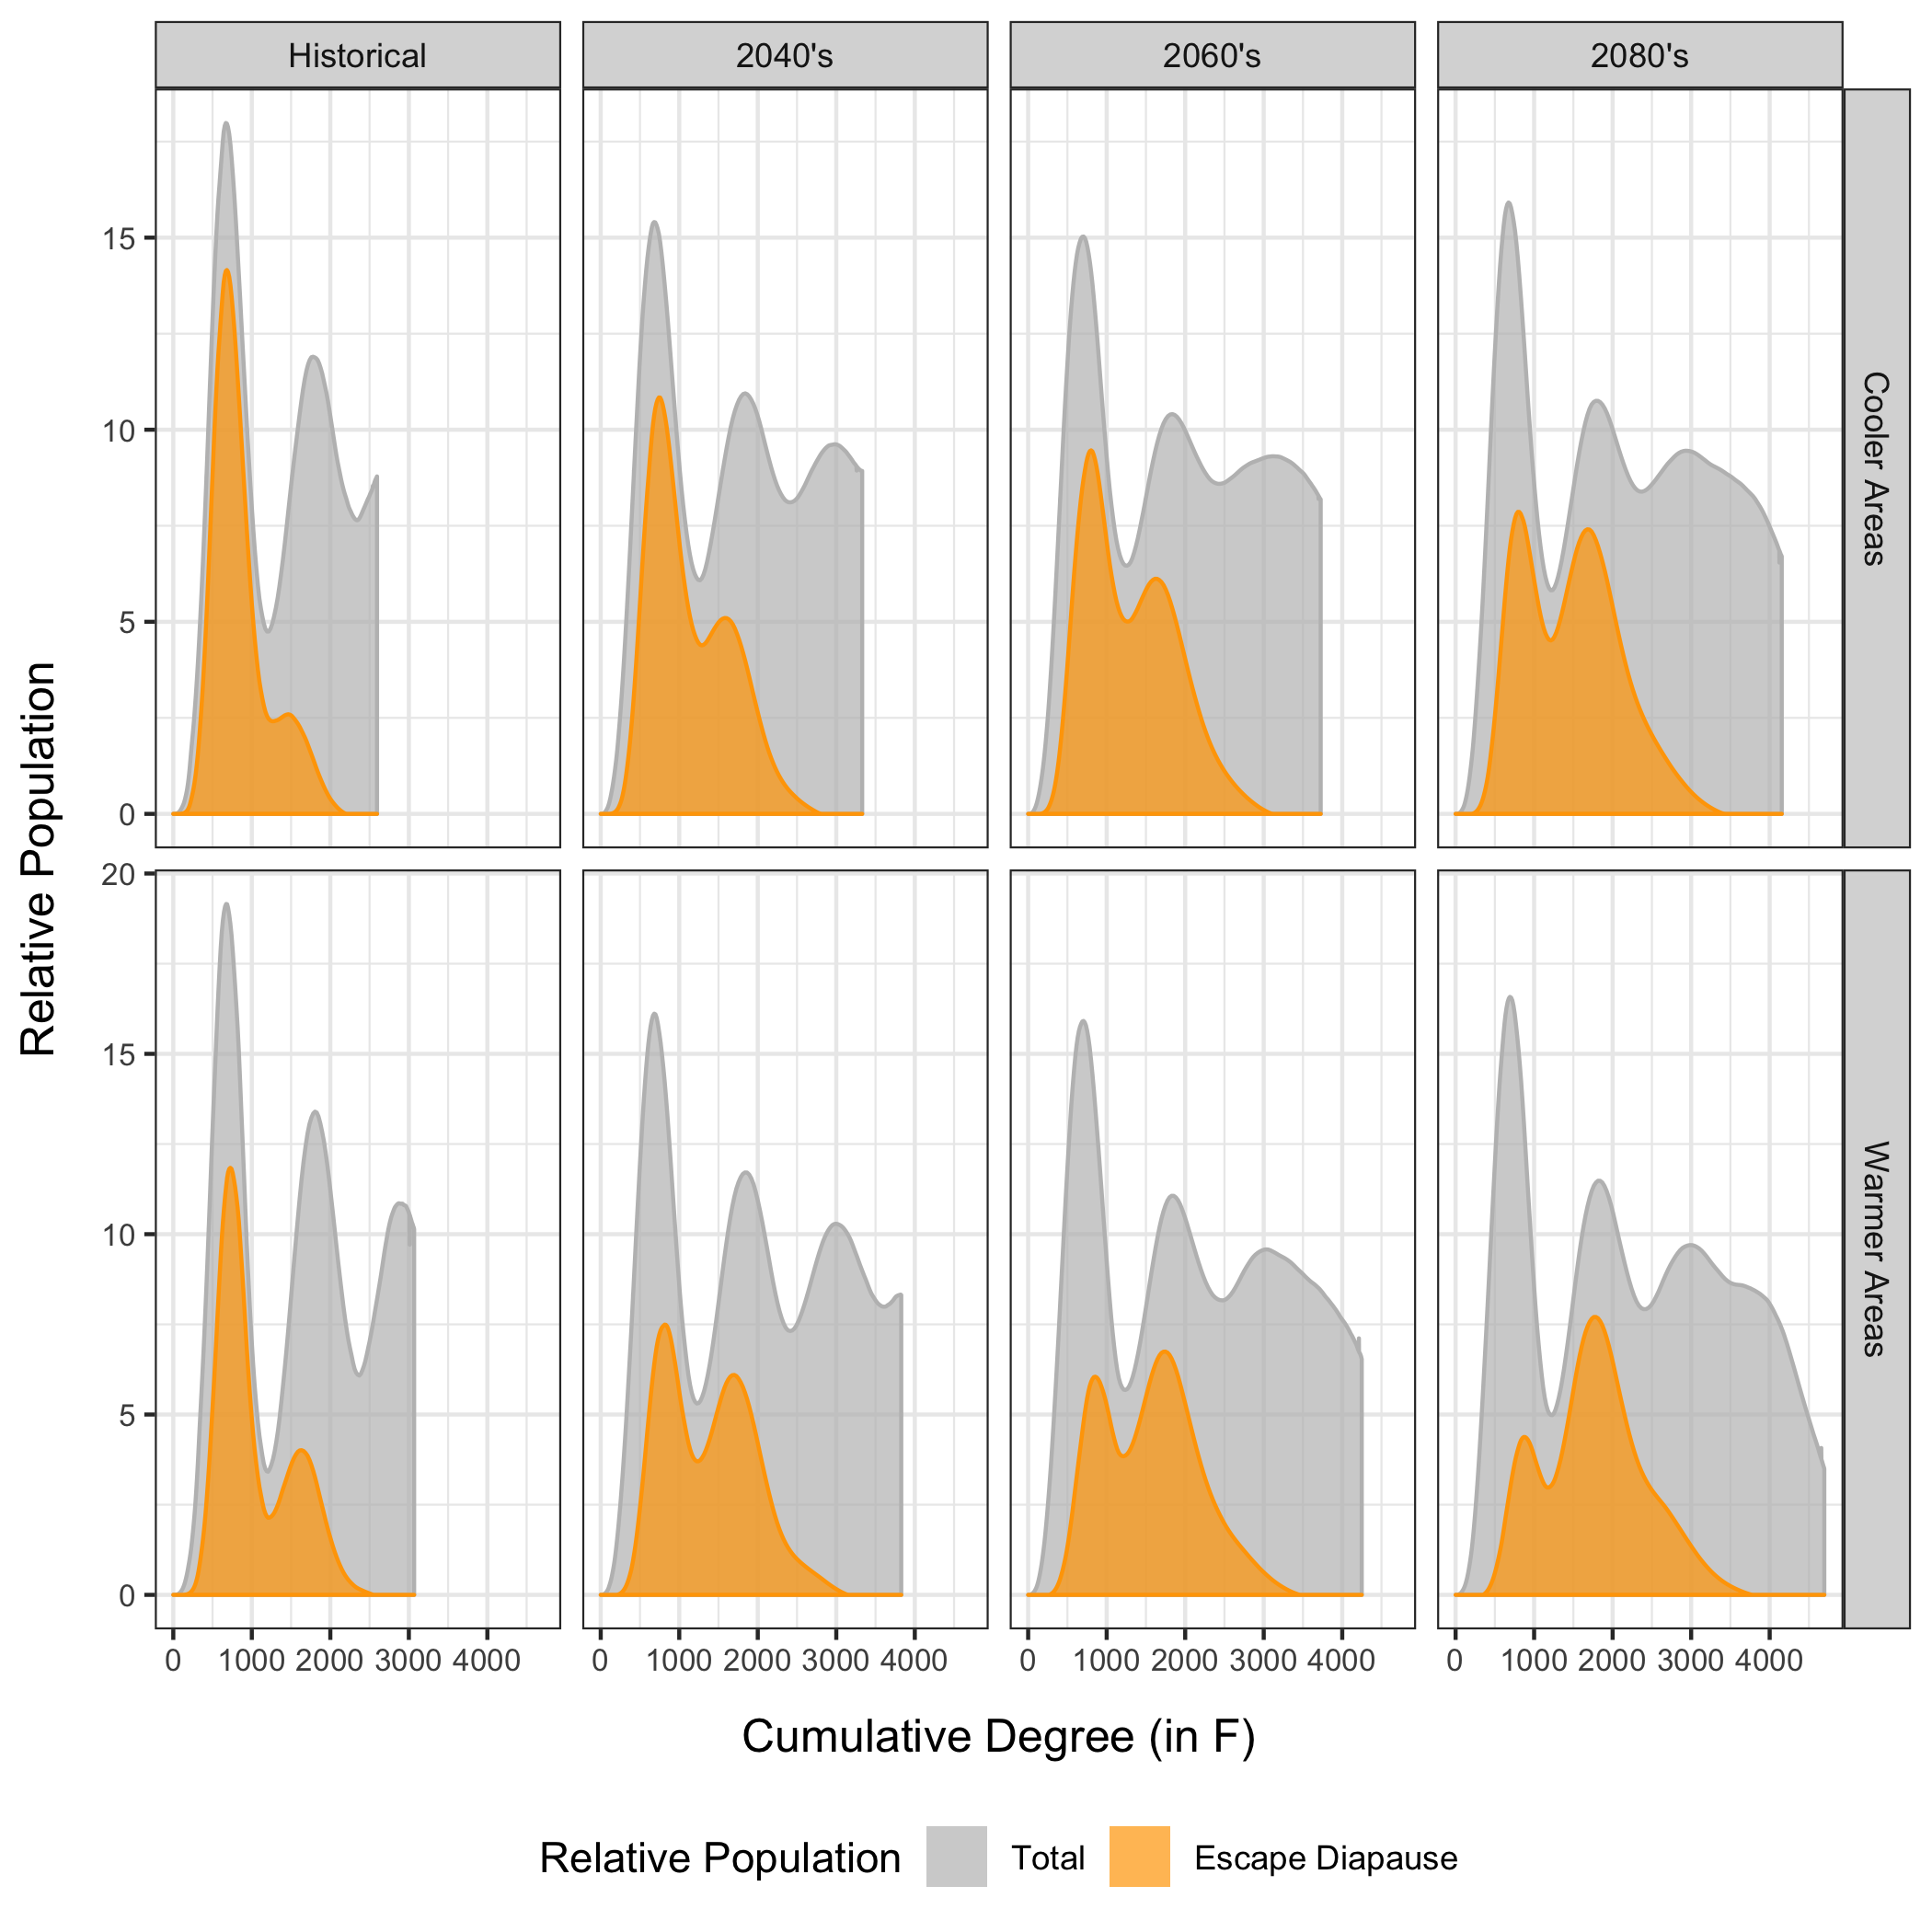 Historical 2040's 2060's 2080's
15
10
5
0
Cooler Areas
20
15
10
5
0
Warmer Areas
Relative Population
0 1000 2000 3000 4000 0 1000 2000 3000 4000 0 1000 2000 3000 4000 0 1000 2000 3000 4000
Cumulative Degree (in F)
Relative Population Total Escape Diapause